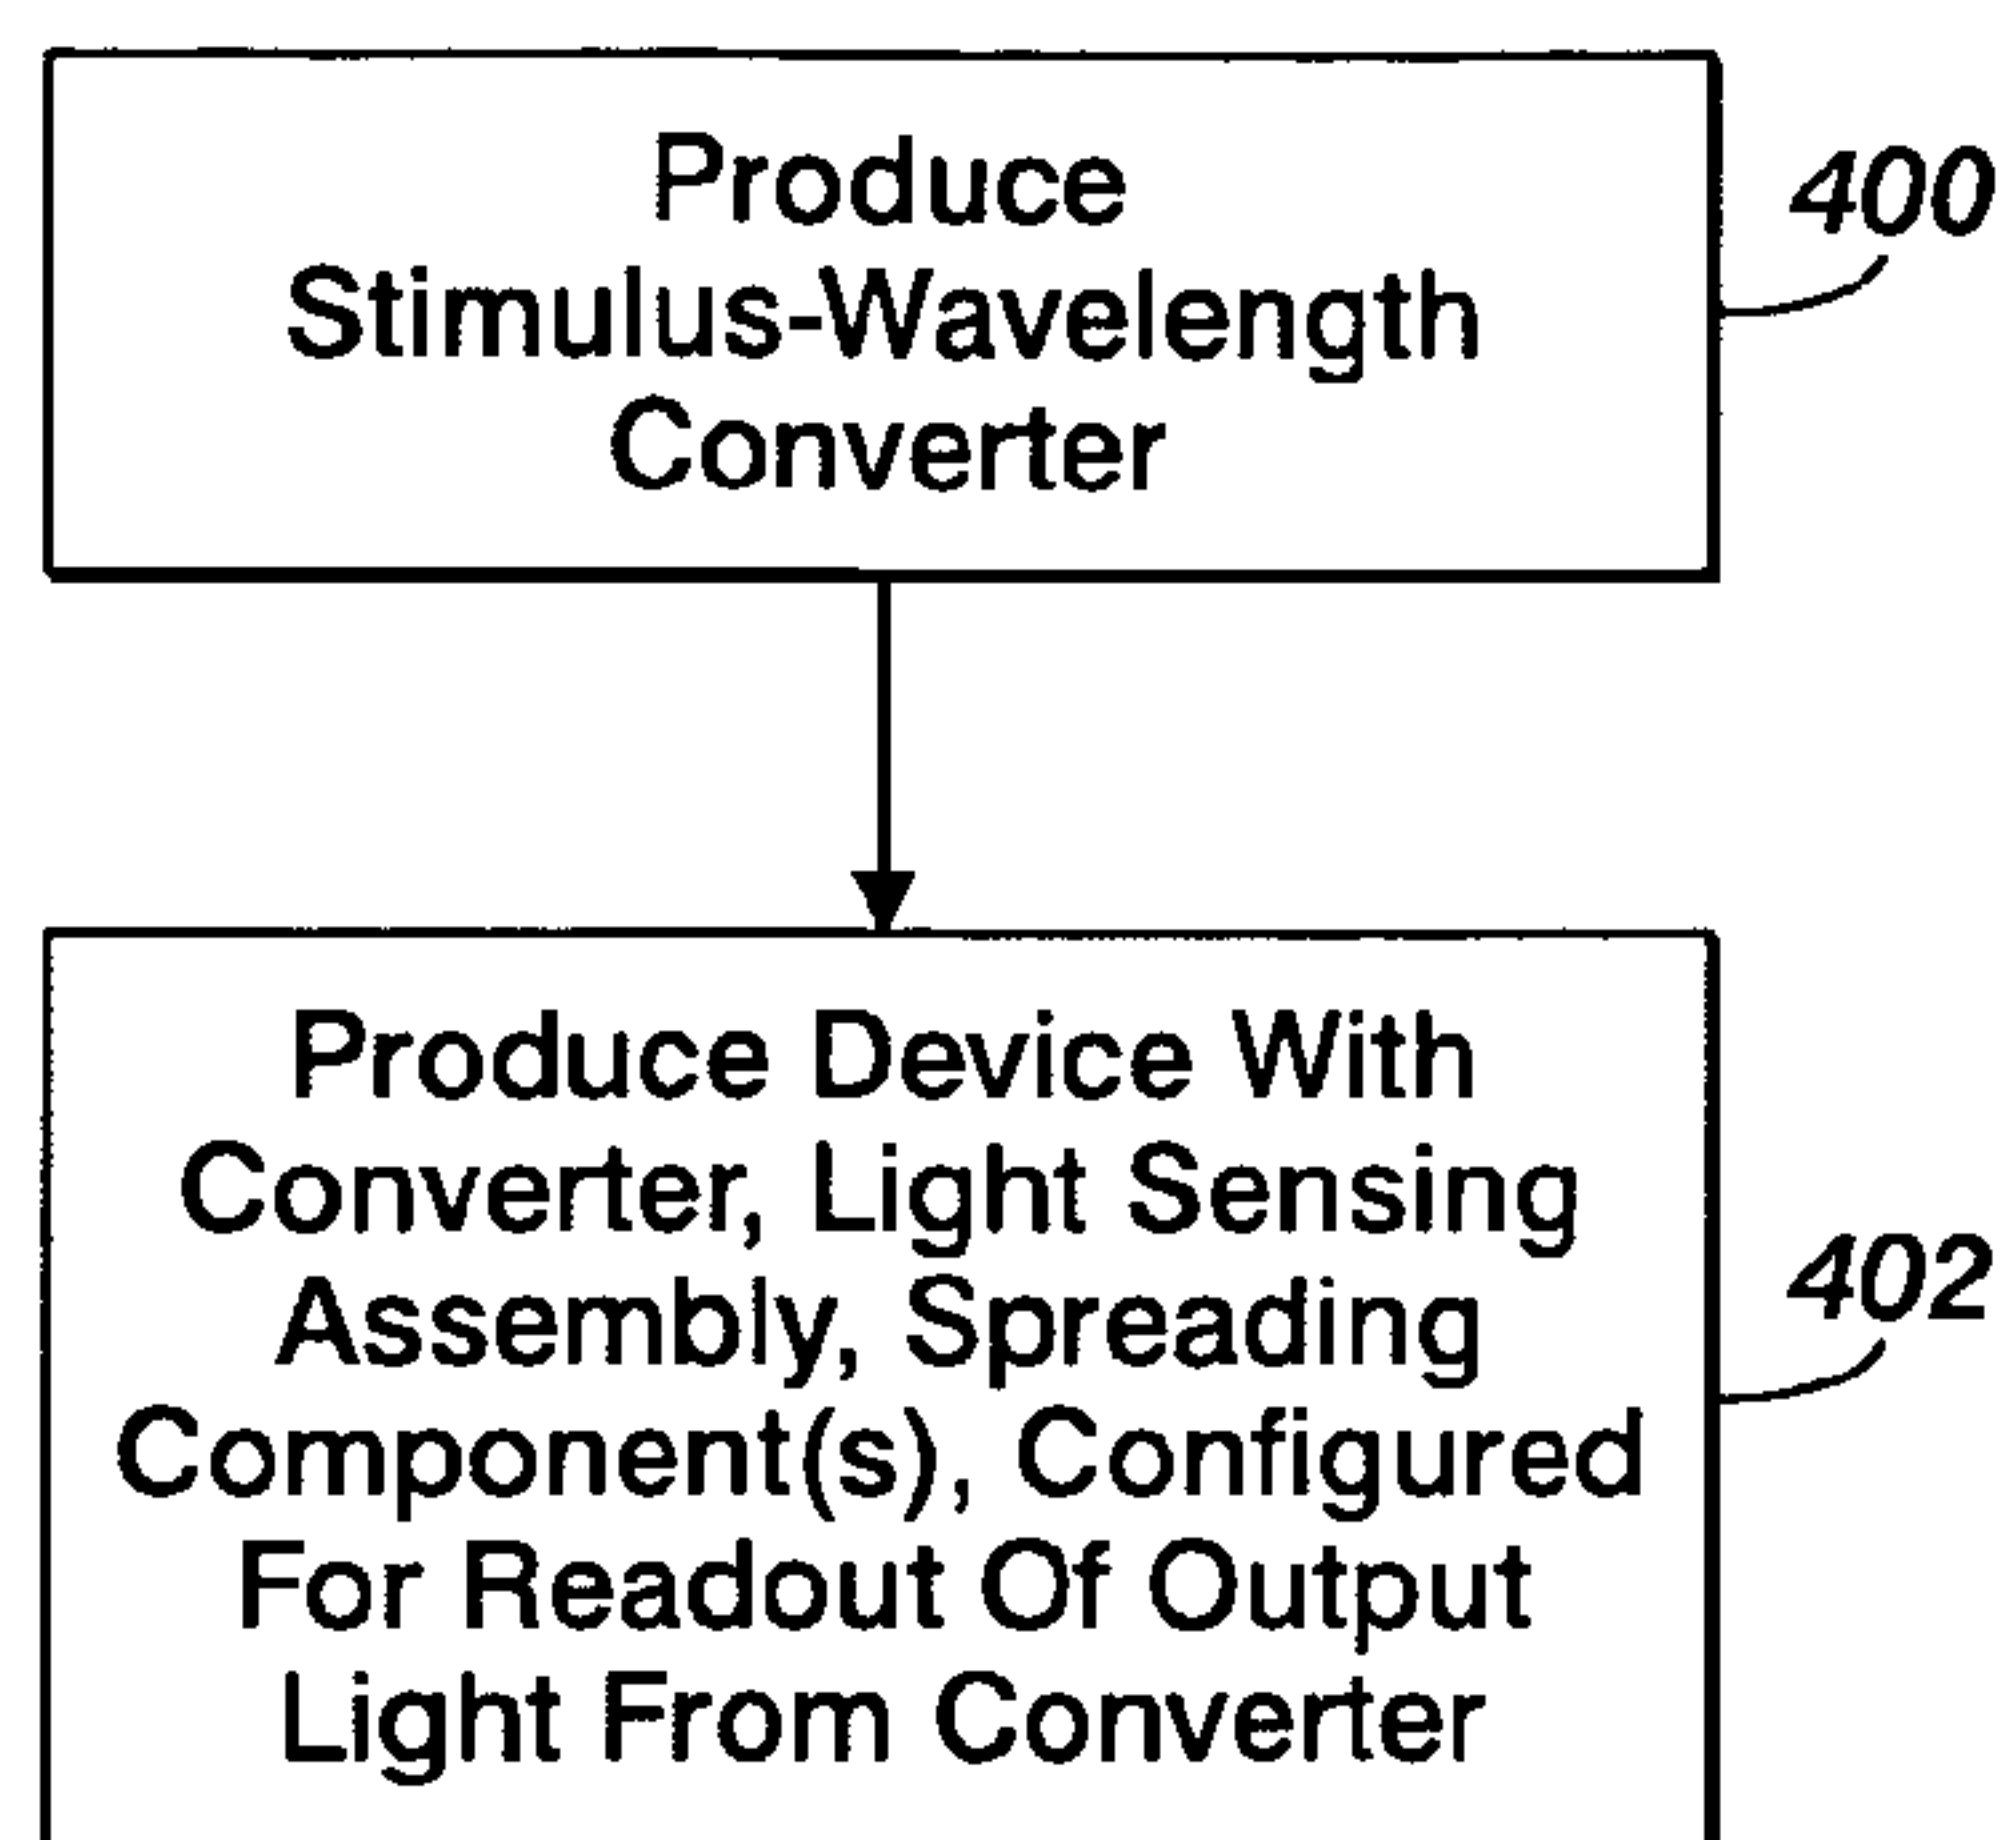 Produce
Stimulus-Wavelength
Converter
400
Produce Device With
Converter, Light Sensing
Assembly, Spreading
Component(s), Configured
For Readout Of Output
Light From Converter
402